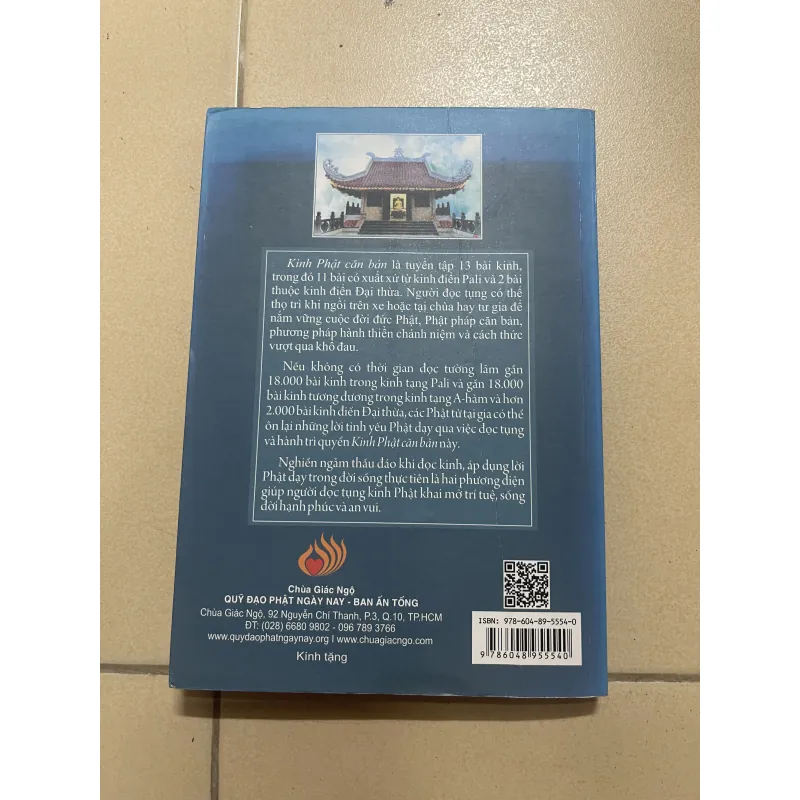 Kinh Phật căn bản là tuyển tập 13 bài kinh,
trong đó 11 bài có xuất xứ từ kinh điển Pali và 2 bài
thuộc kinh điển Đại thừa. Người đọc tụng có thể
thọ trì khi ngồi trên xe hoặc tại chùa hay tư gia để
nắm vững cuộc đời đức Phật, Phật pháp căn bản,
phương pháp hành thiền chánh niệm và cách thức
vượt qua khổ đau.
Nếu không có thời gian đọc tường lãm gần
18.000 bài kinh trong kinh tạng Pali và gần 18.000
bài kinh tương đương trong kinh tạng A-hàm và hơn
2.000 bài kinh điển Đại thừa, các Phật tử tại gia có thể
ôn lại những lời tinh yếu Phật dạy qua việc đọc tụng
và hành trì quyển Kinh Phật căn bản này.
Nghiền ngẫm thấu đáo khi đọc kinh, áp dụng lời
Phật dạy trong đời sống thực tiễn là hai phương diện
giúp người đọc tụng kinh Phật khai mở trí tuệ, sống
đời hạnh phúc và an vui.
Chùa Giác Ngộ
QUỸ ĐẠO PHẬT NGÀY NAY - BAN ẤN TỐNG
Chùa Giác Ngộ, 92 Nguyễn Chí Thanh, P.3, Q.10, TP.HCM
ĐT: (028) 6680 9802 - 096 789 3766
www.quydaophatngaynay.org | www.chuagiacngo.com
Kính tặng
ISBN: 978-604-89-5554-0
9 786048 955540